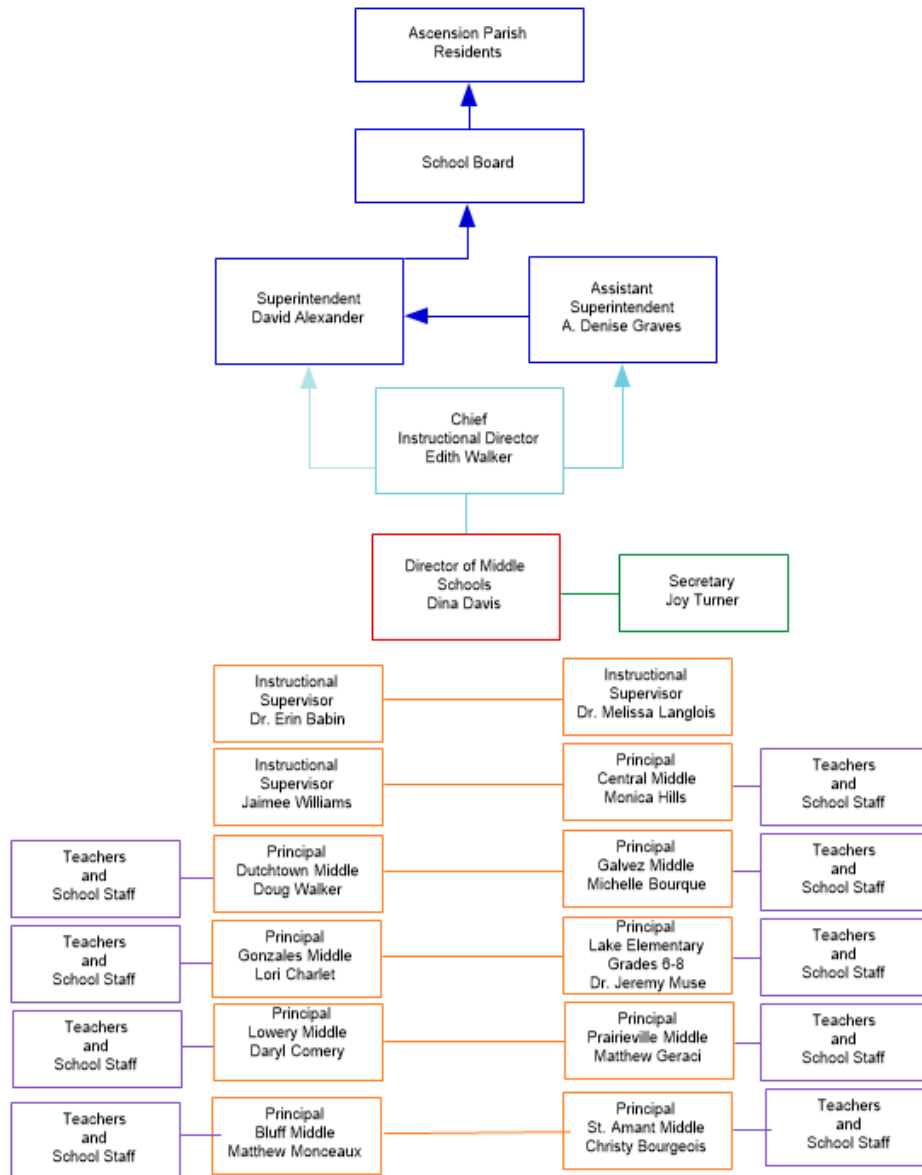 Ascension Parish
Residents
School Board
Superintendent
David Alexander
Assistant
Superintendent
A. Denise Graves
Chief
Instructional Director
Edith Walker
Director of Middle
Schools
Dina Davis
Secretary
Joy Turner
Instructional
Supervisor
Dr. Erin Babin
Instructional
Supervisor
Dr. Melissa Langlois
Instructional
Supervisor
Jaimee Williams
Principal
Central Middle
Monica Hills
Teachers
and
School Staff
Teachers
and
School Staff
Principal
Dutchtown Middle
Doug Walker
Principal
Galvez Middle
Michelle Bourque
Teachers
and
School Staff
Teachers
and
School Staff
Principal
Gonzales Middle
Lori Charlet
Principal
Lake Elementary
Grades 6-8
Dr. Jeremy Muse
Teachers
and
School Staff
Teachers
and
School Staff
Principal
Lowery Middle
Daryl Comery
Principal
Prairieville Middle
Matthew Geraci
Teachers
and
School Staff
Teachers
and
School Staff
Principal
Bluff Middle
Matthew Monceaux
Principal
St. Amant Middle
Christy Bourgeois
Teachers
and
School Staff